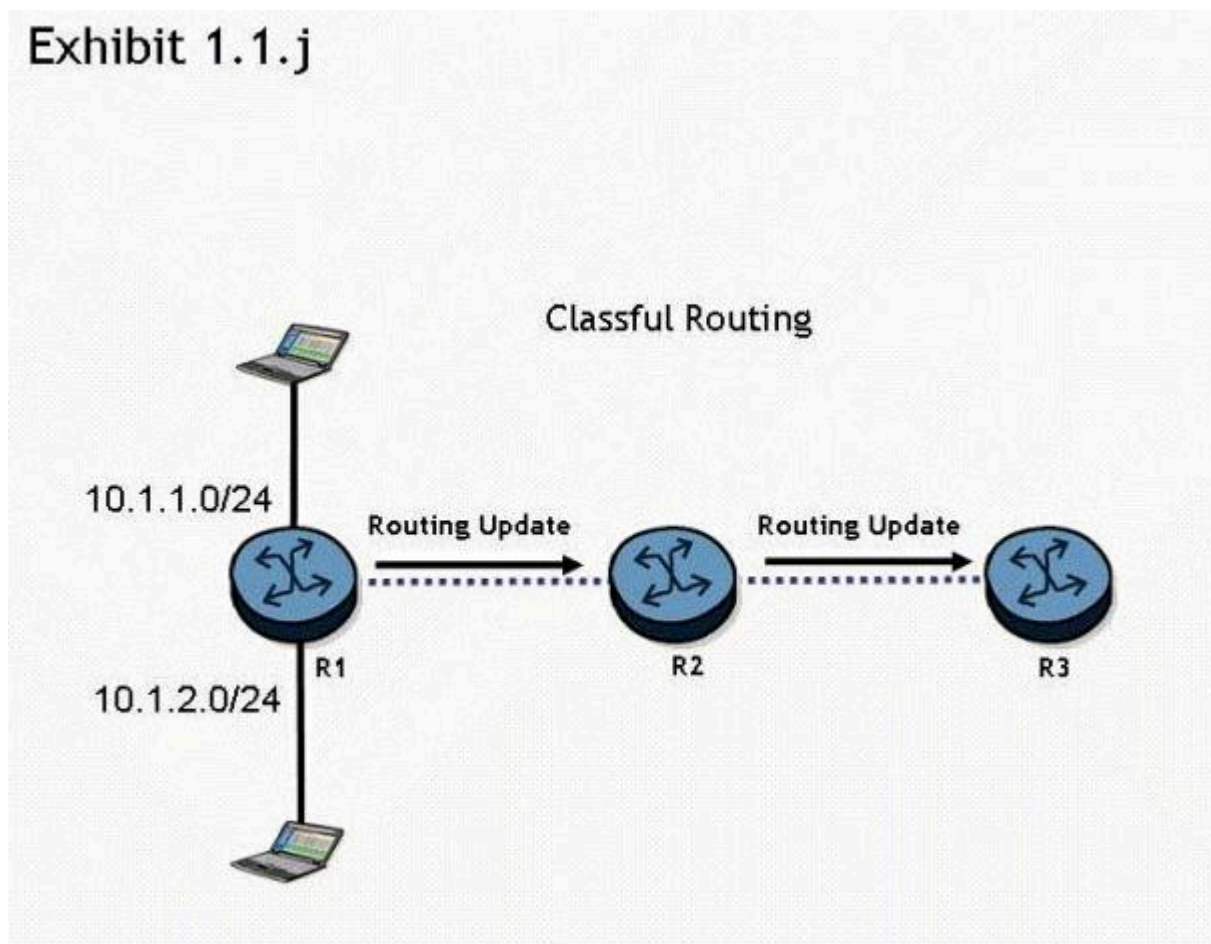 Exhibit 1.1.j
Classful Routing
10.1.1.0/24
Routing Update
Routing Update
R1
R2
R3
10.1.2.0/24